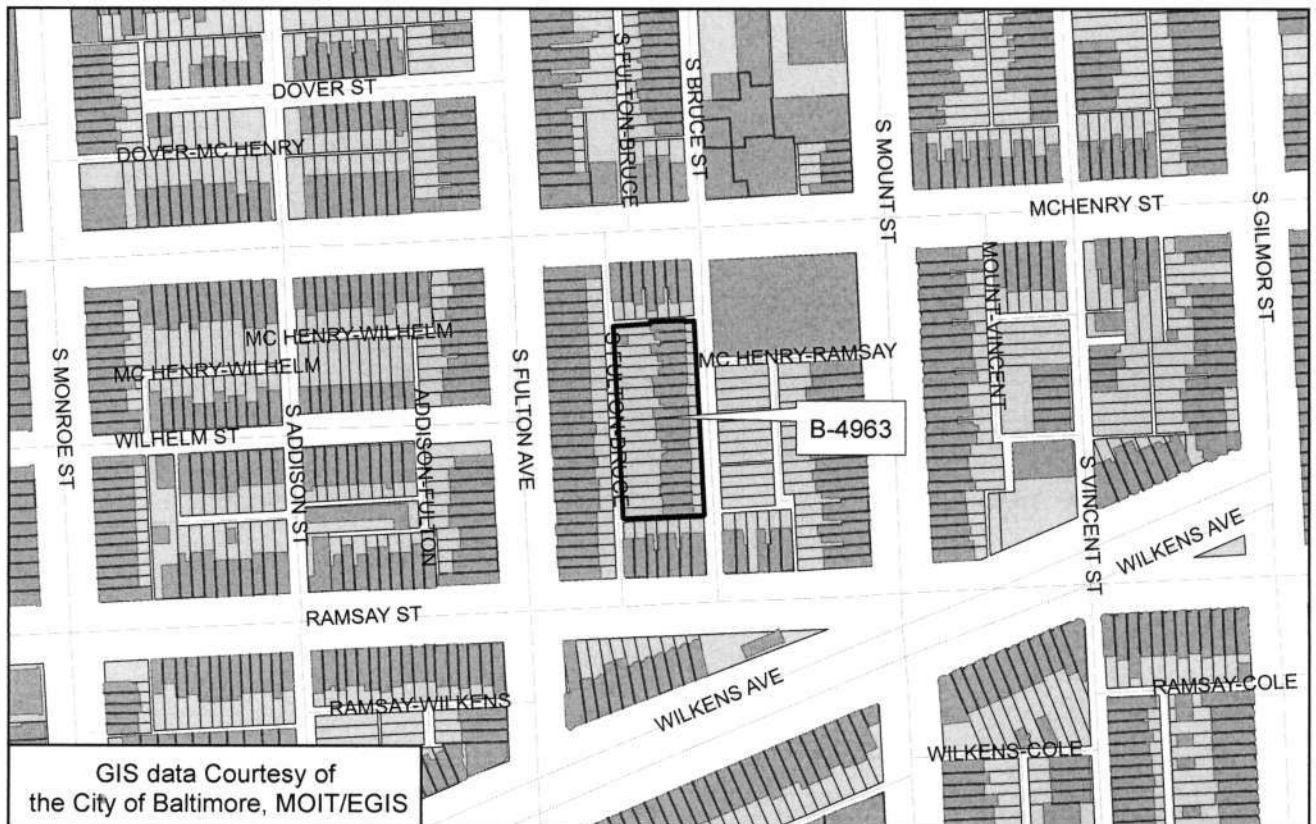 DOVER ST
S FULTON-BRUCE
S BRUCE ST
DOVER-MC HENRY
S MOUNT ST
MCHENRY ST
S GILMOR ST
MOUNT-VINCENT
MC HENRY-WILHELM
MC HENRY-WILHELM
S MONROE ST
S FULTON AVE
S FULTON-BRUCE
MC HENRY-RAMSAY
B-4963
WILHELM ST
S ADDISON ST
ADDISON-FULTON
S VINCENT ST
WILKENS AVE
RAMSAY ST
WILKENS AVE
RAMSAY-WILKENS
RAMSAY-COLE
WILKENS-COLE
GIS data Courtesy of
the City of Baltimore, MOIT/EGIS